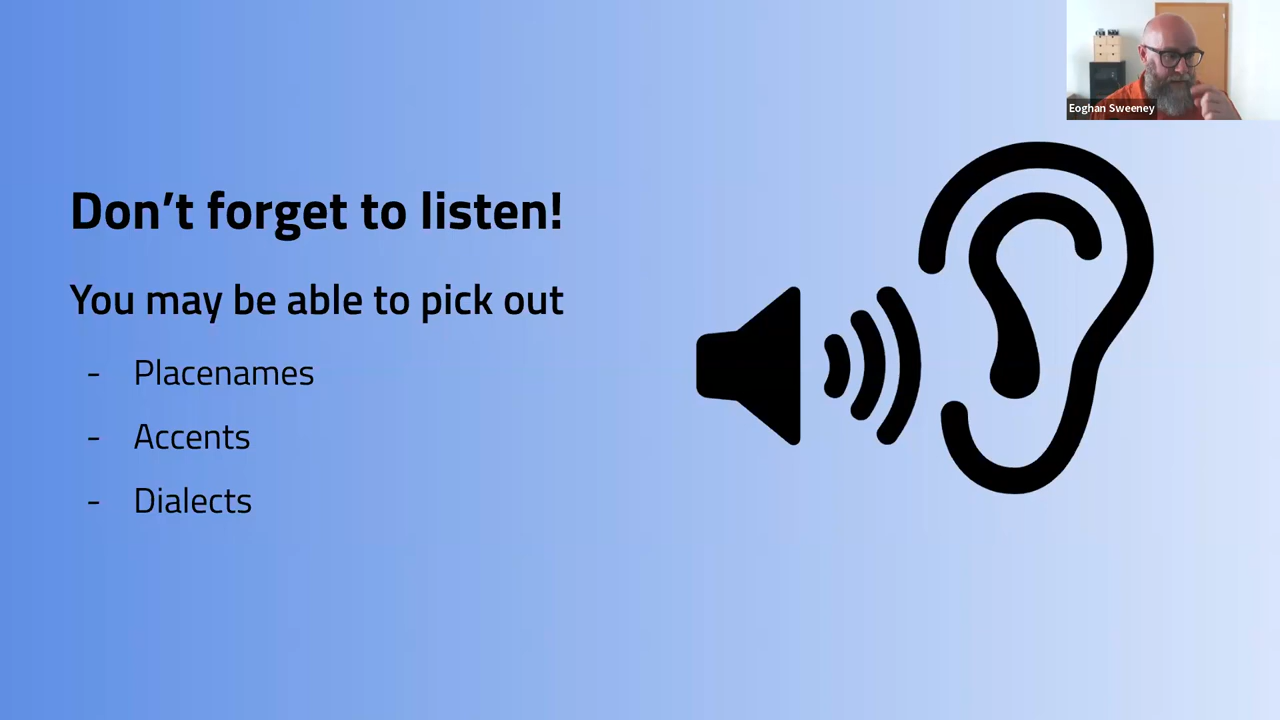 Eoghan Sweeney
Don’t forget to listen!
You may be able to pick out
- Placenames
- Accents
- Dialects